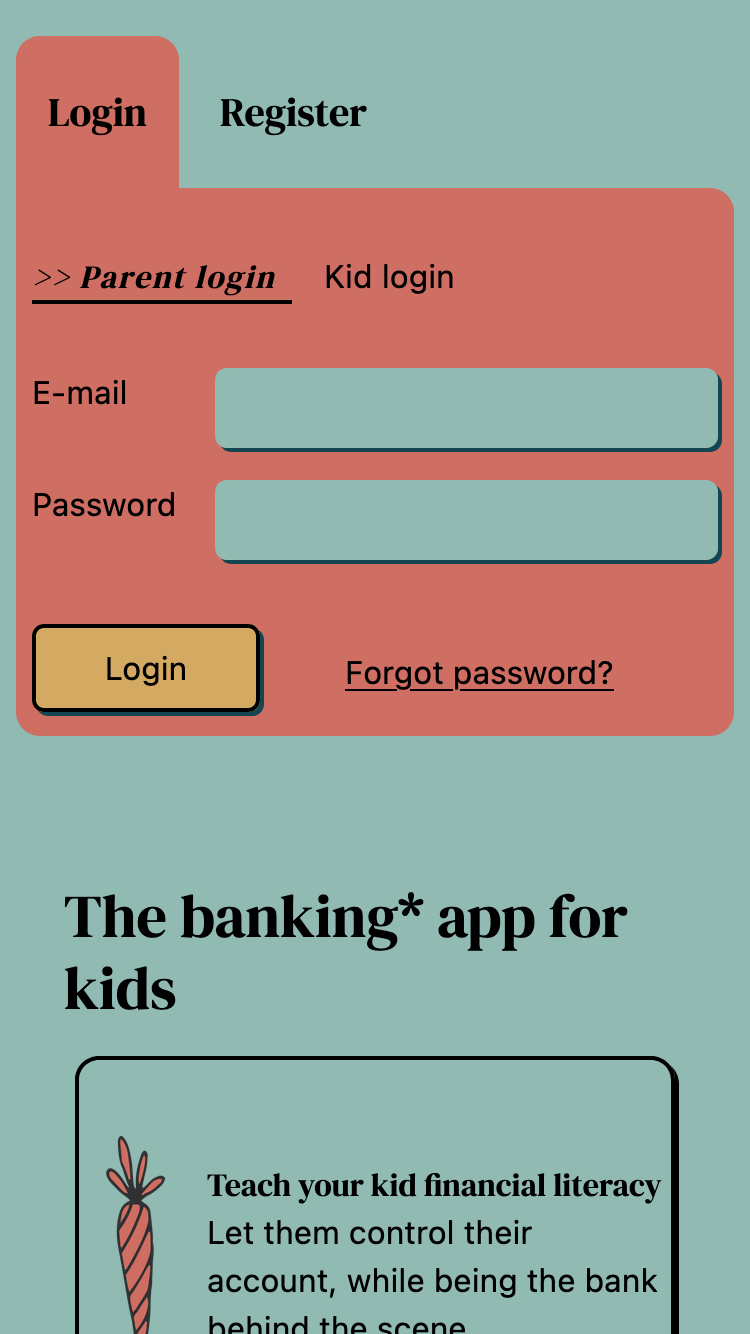 Login Register
>> Parent login Kid login
E-mail
Password
Login Forgot password?
The banking* app for
kids
Teach your kid financial literacy
Let them control their
account, while being the bank
behind the scene